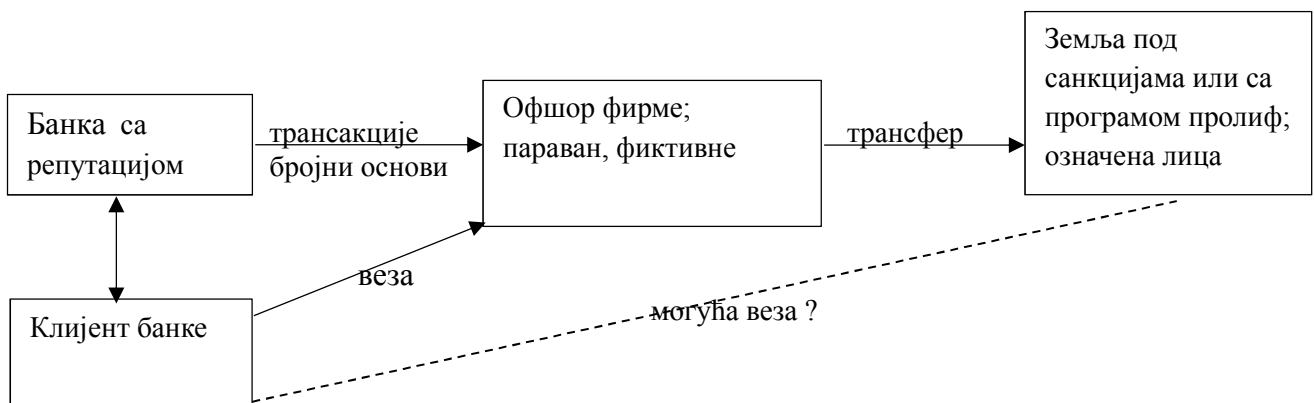 Банка са
репутацијом
трансакције
бројни основи
Офшор фирме;
параван, фиктивне
трансфер
Земља под
санкцијама или са
програмом пролиф;
означена лица
веза
Клијент банке
могућа веза ?